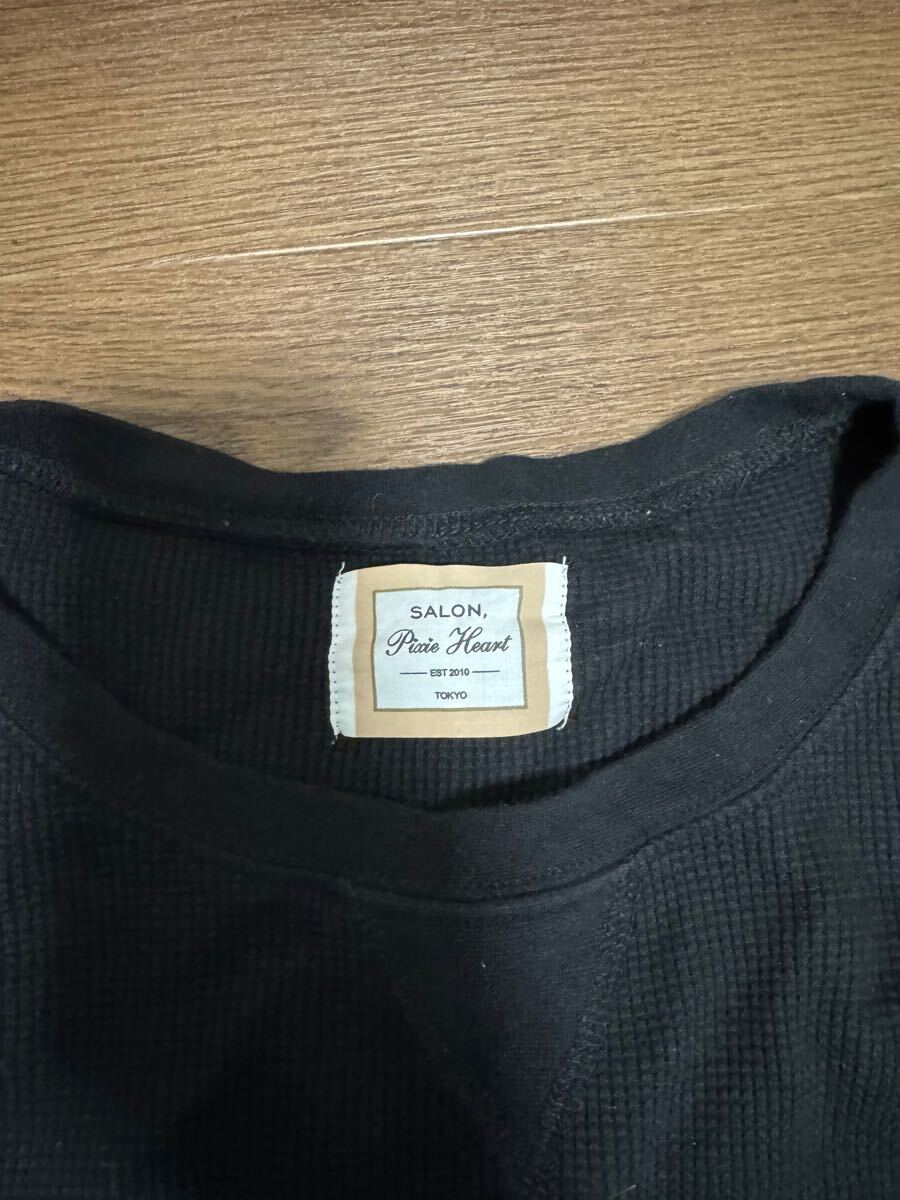 SALON,
Pixie Heart
EST 2010
TOKYO